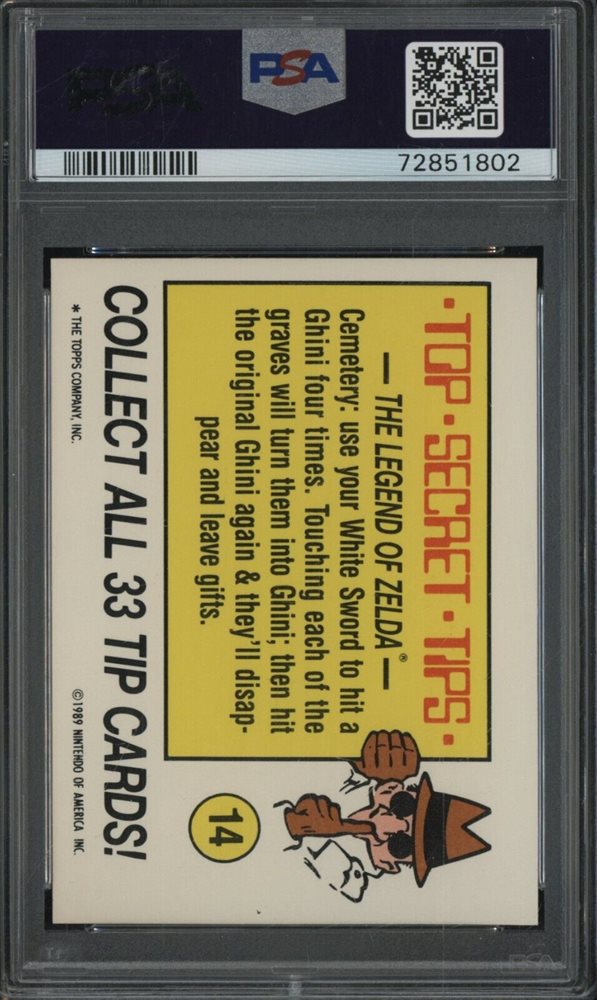 PSA
72851802
·TOP·SECRET·TIPS·
— THE LEGEND OF ZELDA® —
Cemetery: use your White Sword to hit a
Ghini four times. Touching each of the
graves will turn them into Ghini; then hit
the original Ghini again & they'll disap-
pear and leave gifts.
14
COLLECT ALL 33 TIP CARDS!
* THE TOPPS COMPANY, INC.
©1989 NINTENDO OF AMERICA INC.
PSA